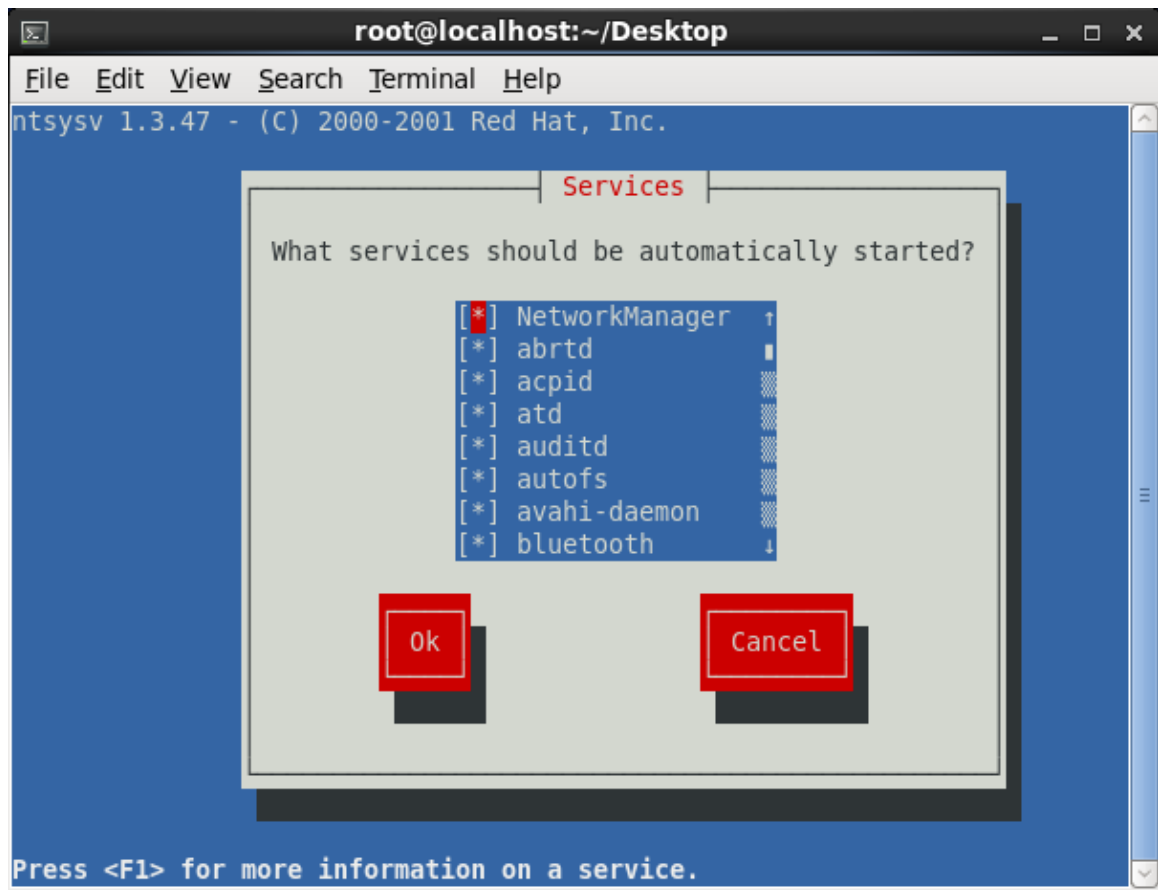 root@localhost:~/Desktop
File Edit View Search Terminal Help
ntsysv 1.3.47 - (C) 2000-2001 Red Hat, Inc.
Services
What services should be automatically started?
[*] NetworkManager ↑
[*] abrtd
[*] acpid
[*] atd
[*] auditd
[*] autofs
[*] avahi-daemon
[*] bluetooth ↓
Ok Cancel
Press <F1> for more information on a service.